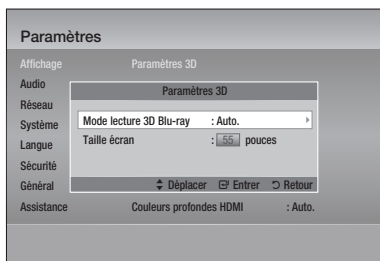 Paramètres
Affichage Paramètres 3D
Audio
Paramètres 3D
Réseau
Système
Mode lecture 3D Blu-ray : Auto.
Langue
Taille écran : 55 pouces
Sécurité
Général
Déplacer Entrer Retour
Assistance Couleurs profondes HDMI : Auto.